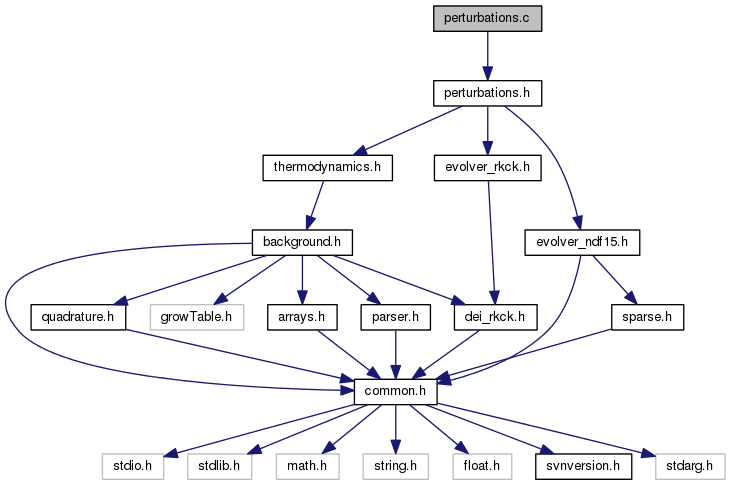 perturbations.c
perturbations.h
thermodynamics.h
evolver_rkck.h
background.h
evolver_ndf15.h
quadrature.h
growTable.h
arrays.h
parser.h
dei_rkck.h
sparse.h
common.h
stdio.h
stdlib.h
math.h
string.h
float.h
svnversion.h
stdarg.h